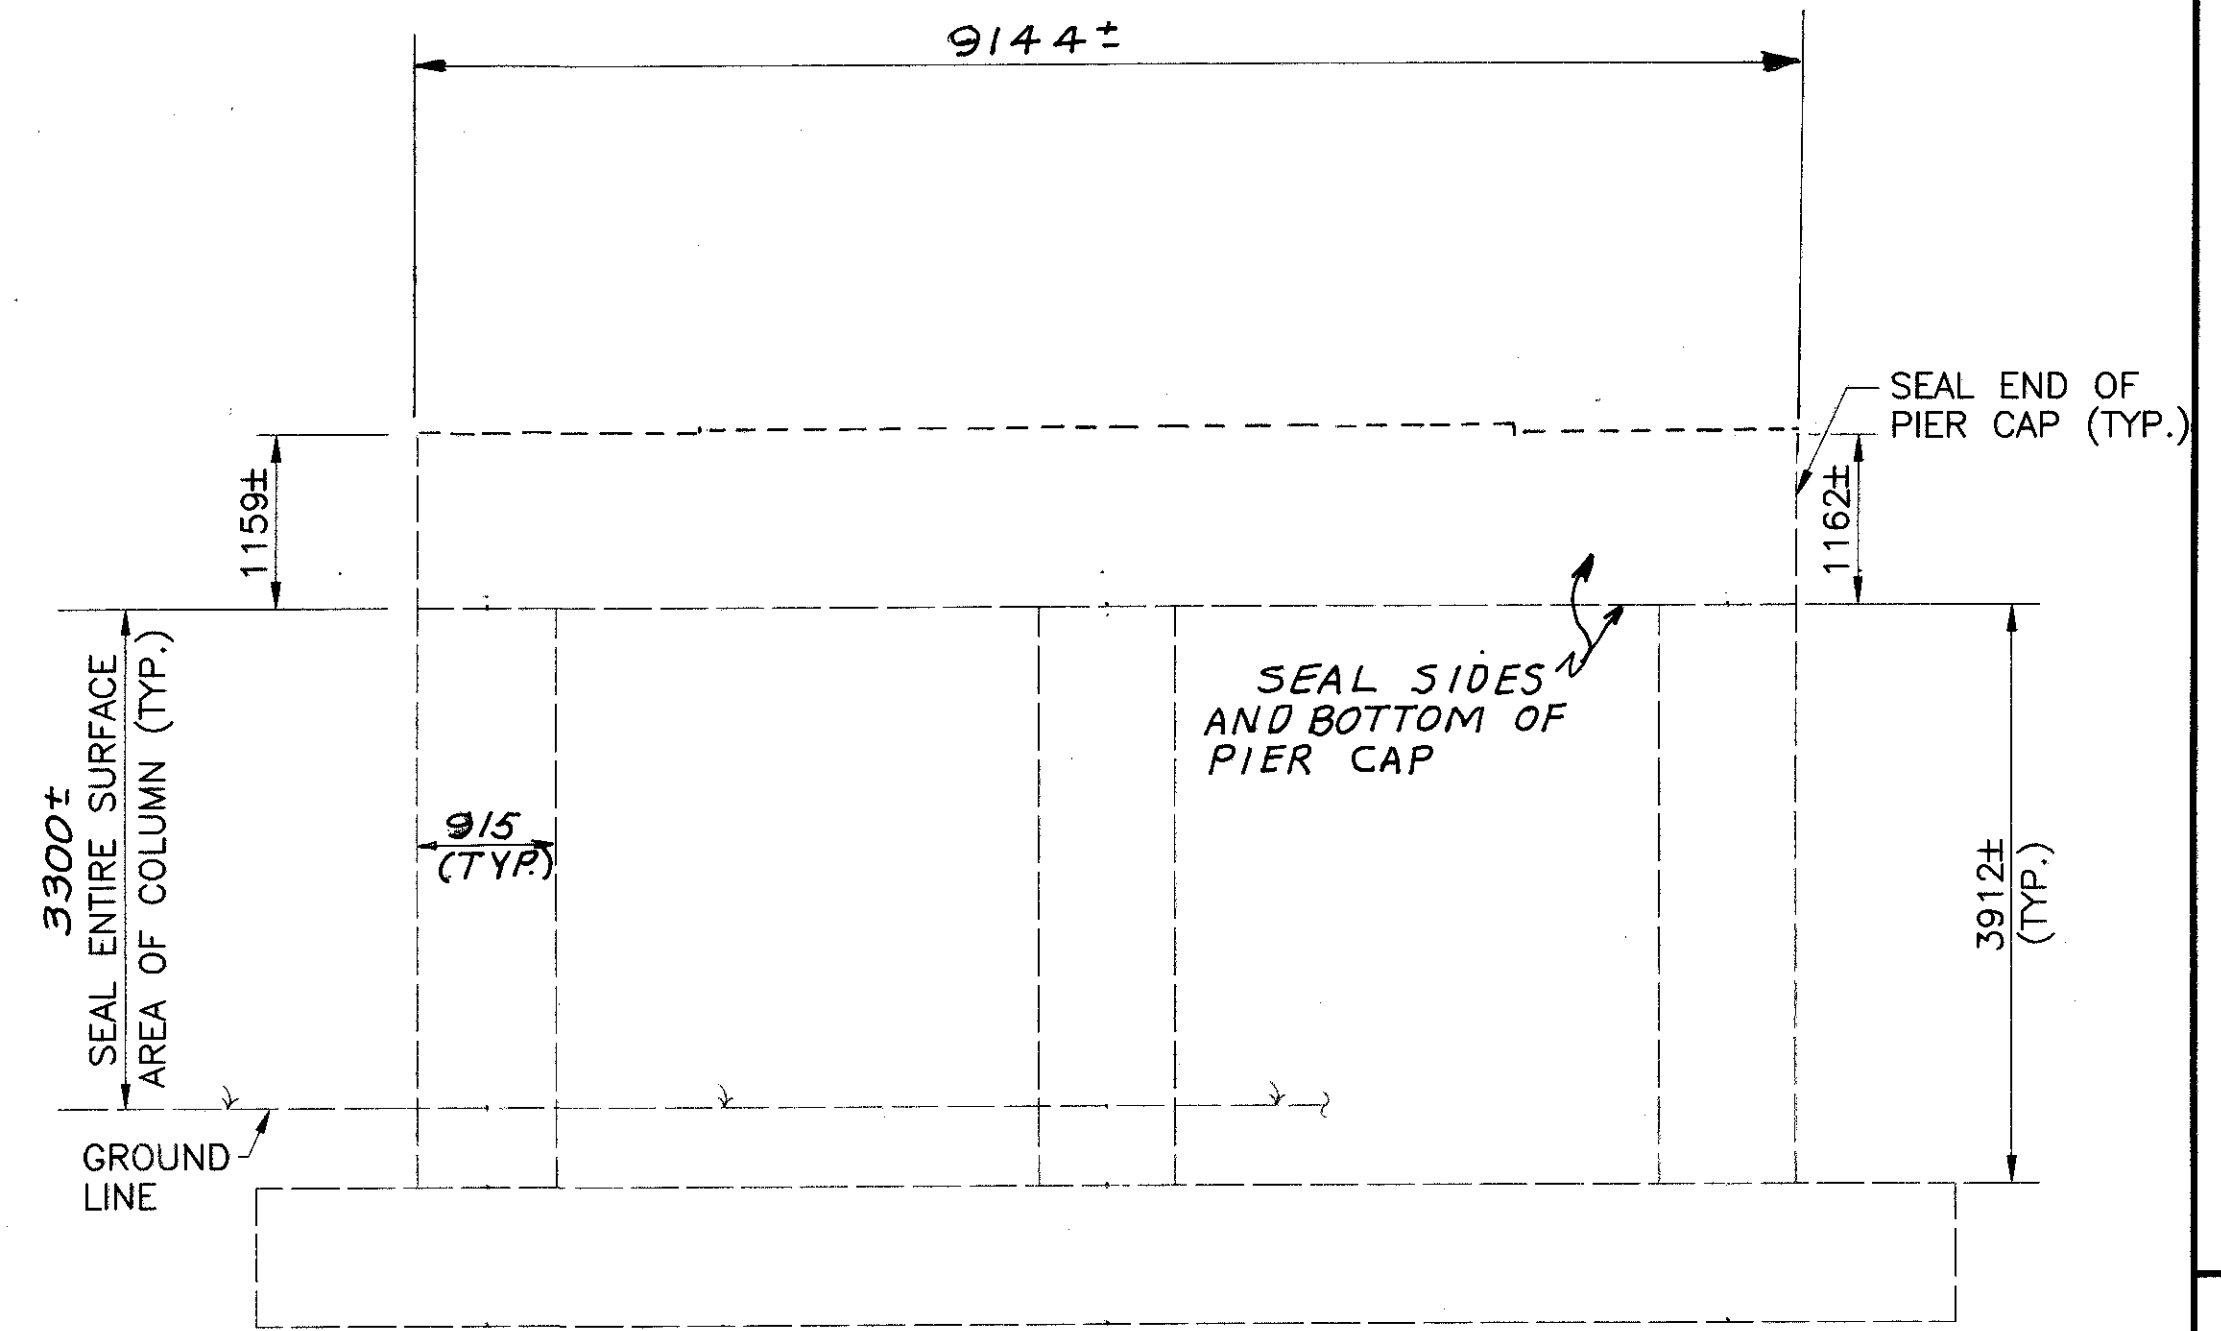 9144±
SEAL END OF
PIER CAP (TYP.)
1159±
1162±
SEAL SIDES
AND BOTTOM OF
PIER CAP
3300±
SEAL ENTIRE SURFACE
AREA OF COLUMN (TYP.)
915
(TYP.)
3912±
(TYP.)
GROUND
LINE